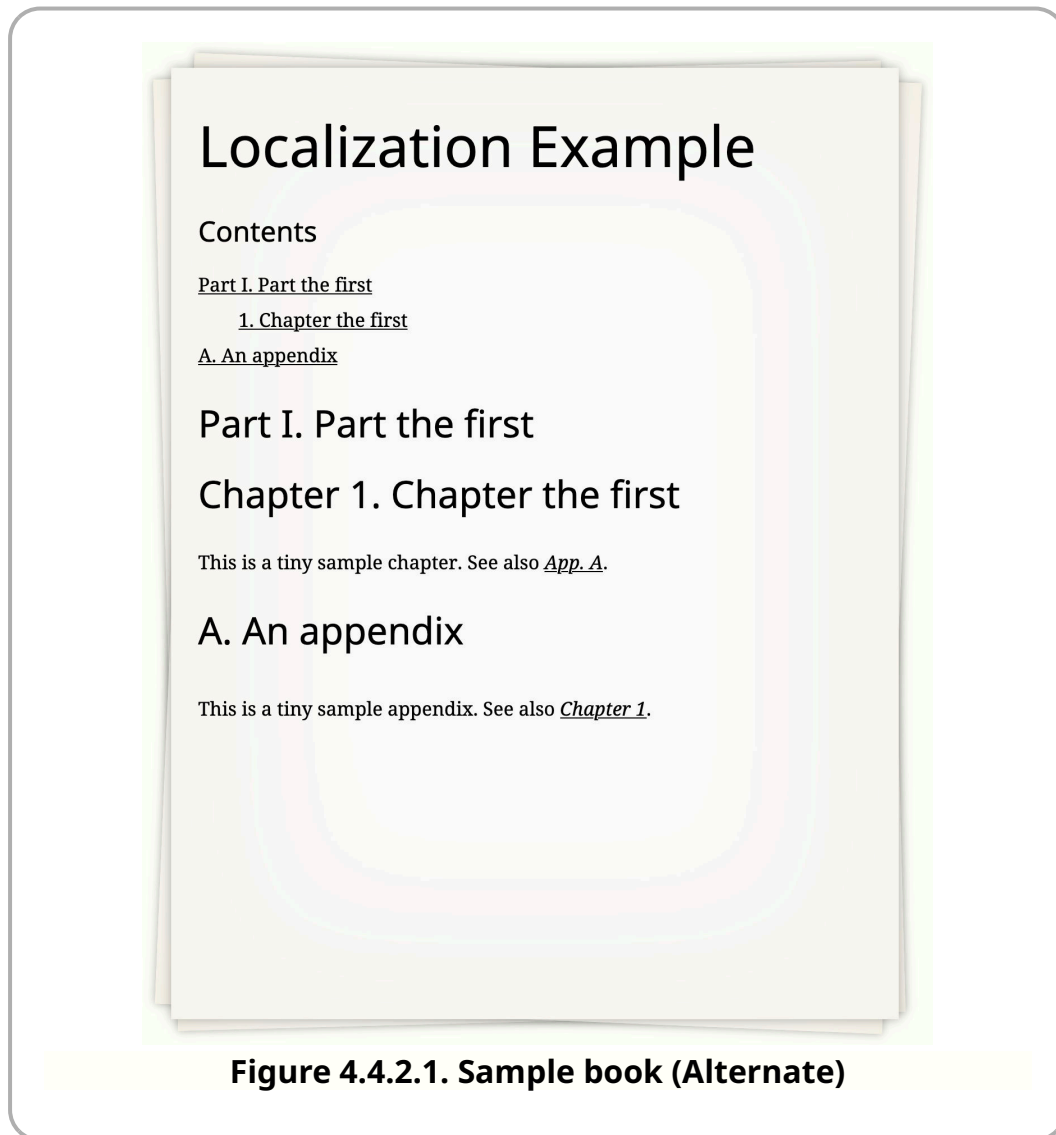 Localization Example
Contents
Part I. Part the first
1. Chapter the first
A. An appendix
Part I. Part the first
Chapter 1. Chapter the first
This is a tiny sample chapter. See also App. A.
A. An appendix
This is a tiny sample appendix. See also Chapter 1.
Figure 4.4.2.1. Sample book (Alternate)